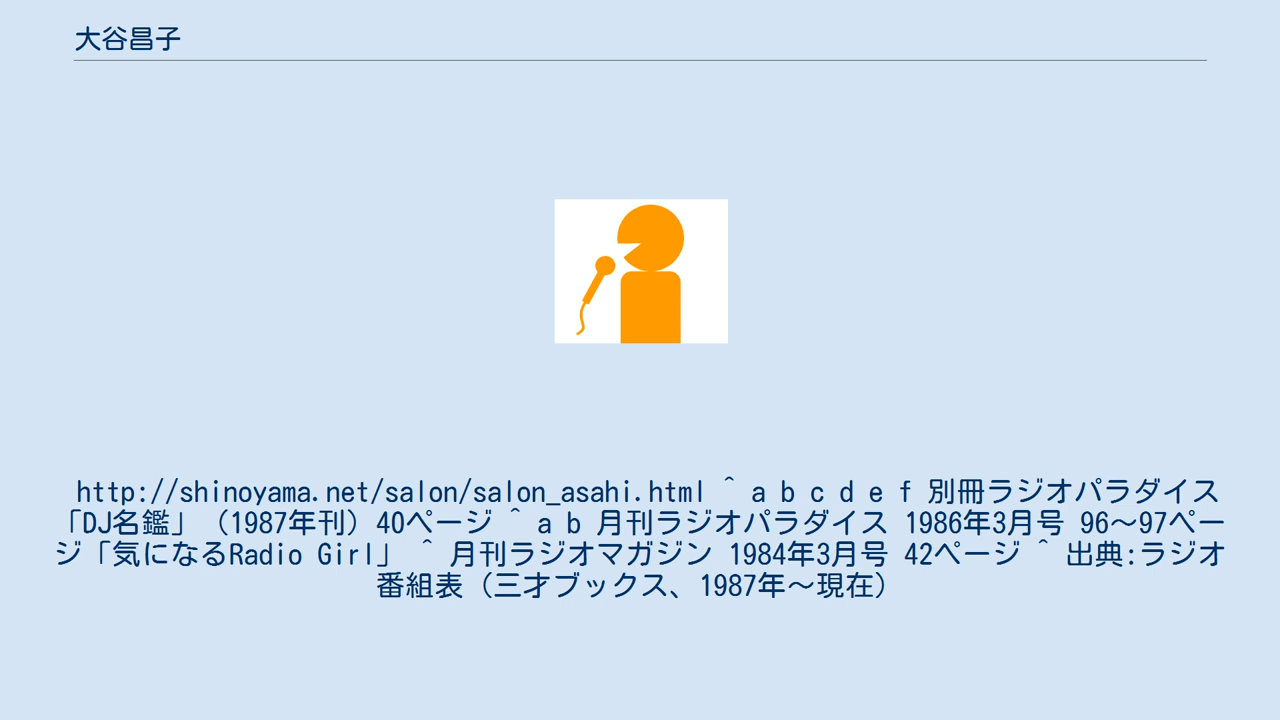 大谷昌子
http://shinoyama.net/salon/salon_asahi.html ^ a b c d e f 別冊ラジオパラダイス
「DJ名鑑」（1987年刊）40ページ ^ a b 月刊ラジオパラダイス 1986年3月号 96〜97ペー
ジ「気になるRadio Girl」 ^ 月刊ラジオマガジン 1984年3月号 42ページ ^ 出典:ラジオ
番組表（三才ブックス、1987年〜現在）